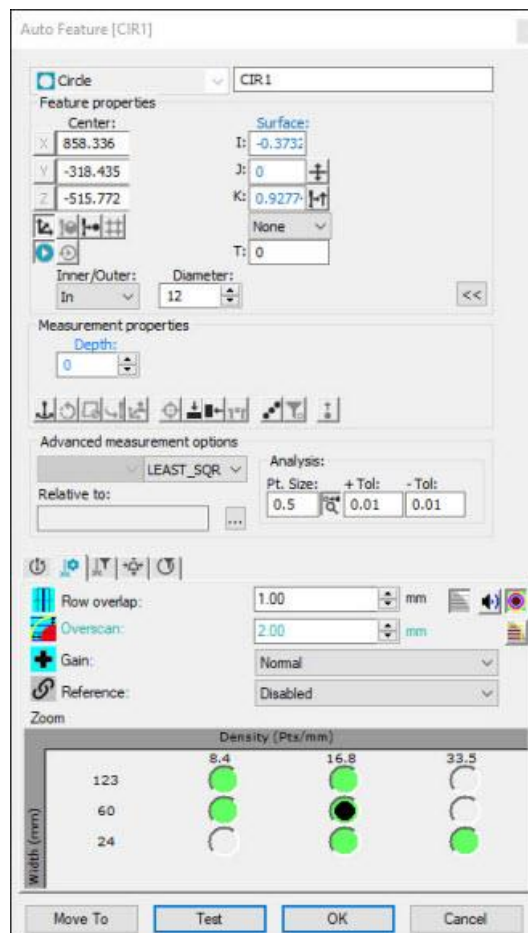 Auto Feature [CIR1]
Circle CIR1
Feature properties
Center: Surface:
X 858.336 I: -0.3732
Y -318.435 J: 0
Z -515.772 K: 0.9277
None
T: 0
Inner/Outer: Diameter:
In 12 <<
Measurement properties
Depth:
0
Advanced measurement options
LEAST_SQR Analysis:
Pt. Size: + Tol: - Tol:
Relative to: 0.5 0.01 0.01
...
Row overlap: 1.00 mm
Overscan: 2.00 mm
Gain: Normal
Reference: Disabled
Zoom
Density (Pts/mm)
8.4 16.8 33.5
123
60
24
Width (mm)
Move To Test OK Cancel